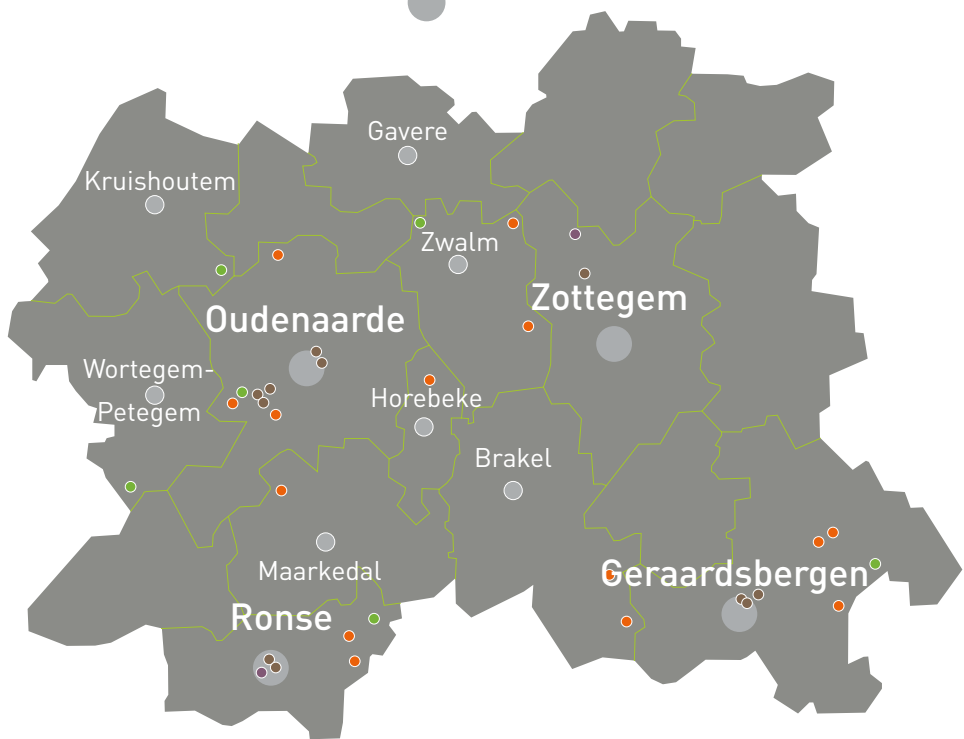 Gavere
Kruishoutem
Zwalm
Zottegem
Oudenaarde
Wortegem-
Petegem
Horebeke
Brakel
Maarkedal
Geraardsbergen
Ronse